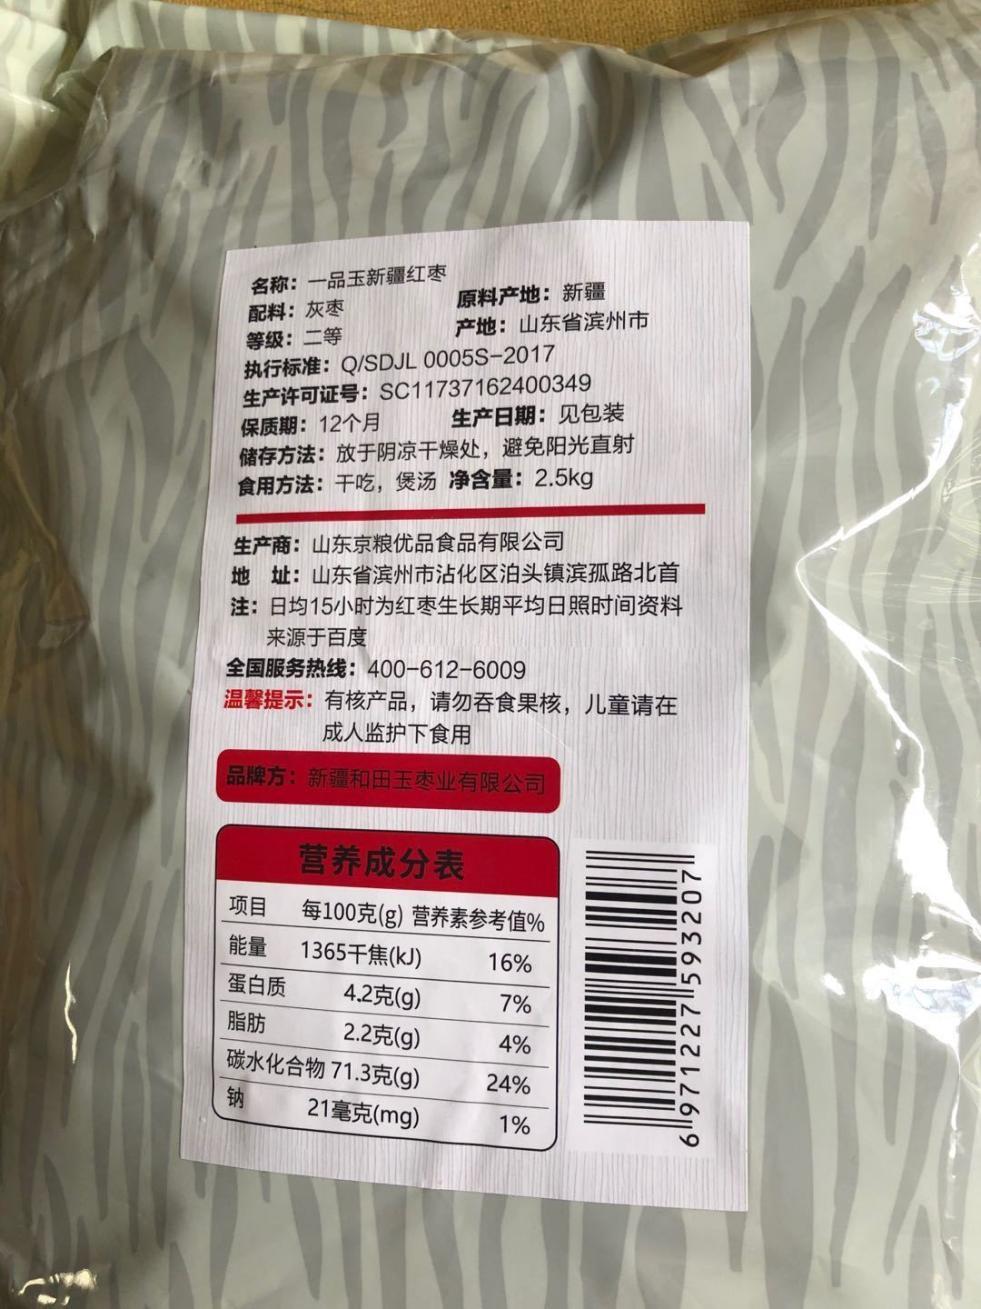 名称：一品玉新疆红枣
配料：灰枣 原料产地：新疆
等级：二等 产地：山东省滨州市
执行标准：Q/SDJL 0005S-2017
生产许可证号：SC11737162400349
保质期：12个月 生产日期：见包装
储存方法：放于阴凉干燥处，避免阳光直射
食用方法：干吃，煲汤 净含量：2.5kg
生产商：山东京粮优品食品有限公司
地 址：山东省滨州市沾化区泊头镇滨孤路北首
注：日均15小时为红枣生长期平均日照时间资料
来源于百度
全国服务热线：400-612-6009
温馨提示：有核产品，请勿吞食果核，儿童请在
成人监护下食用
品牌方：新疆和田玉枣业有限公司
营养成分表
项目 每100克(g) 营养素参考值%
能量 1365千焦(kJ) 16%
蛋白质 4.2克(g) 7%
脂肪 2.2克(g) 4%
碳水化合物 71.3克(g) 24%
钠 21毫克(mg) 1%
6 971227 593207